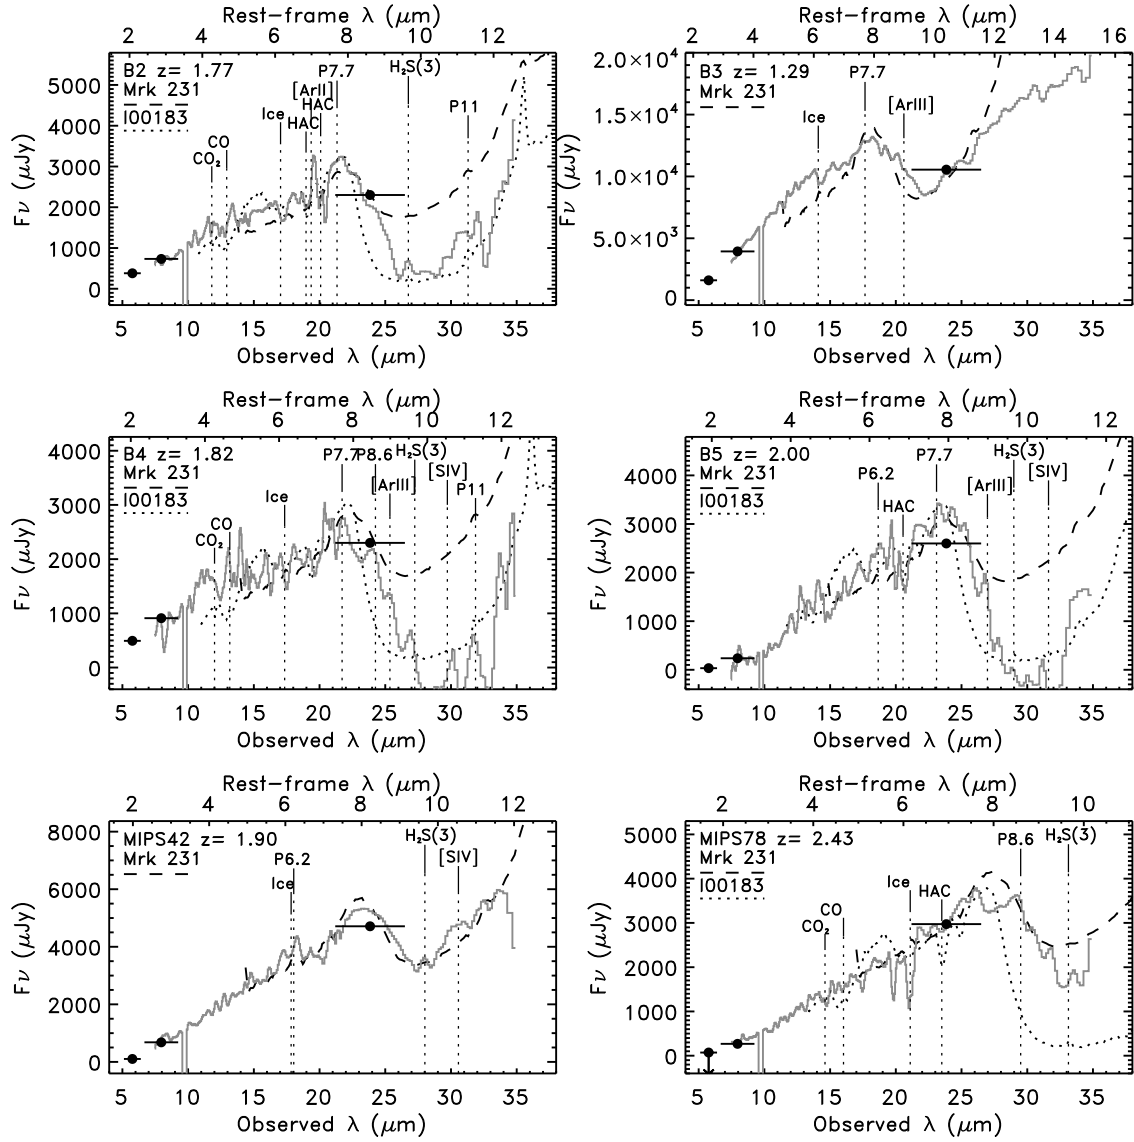 Rest-frame λ (μm)
4 6 8 10 12
B2 z= 1.77
Mrk 231
I00183
CO₂
CO
Ice
HAC
[ArII]
HAC
P7.7
H₂S(3)
P11
Fν (μJy)
5000
4000
3000
2000
1000
0
5 10 15 20 25 30 35
Observed λ (μm)
Rest-frame λ (μm)
4 6 8 10 12 14 16
B3 z= 1.29
Mrk 231
Ice
P7.7
[ArIII]
Fν (μJy)
2.0×10⁴
1.5×10⁴
1.0×10⁴
5.0×10³
0
5 10 15 20 25 30 35
Observed λ (μm)
Rest-frame λ (μm)
2 4 6 8 10 12
B4 z= 1.82
Mrk 231
I00183
CO₂
CO
Ice
P7.7
P8.6
[ArIII]
H₂S(3)
[SIV]
P11
Fν (μJy)
4000
3000
2000
1000
0
5 10 15 20 25 30 35
Observed λ (μm)
Rest-frame λ (μm)
2 4 6 8 10 12
B5 z= 2.00
Mrk 231
I00183
P6.2
HAC
P7.7
[ArIII]
H₂S(3)
[SIV]
Fν (μJy)
4000
3000
2000
1000
0
5 10 15 20 25 30 35
Observed λ (μm)
Rest-frame λ (μm)
2 4 6 8 10 12
MIPS42 z= 1.90
Mrk 231
P6.2
Ice
H₂S(3)
[SIV]
Fν (μJy)
8000
6000
4000
2000
0
5 10 15 20 25 30 35
Observed λ (μm)
Rest-frame λ (μm)
2 4 6 8 10
MIPS78 z= 2.43
Mrk 231
I00183
CO₂
CO
Ice
HAC
P8.6
H₂S(3)
Fν (μJy)
5000
4000
3000
2000
1000
0
5 10 15 20 25 30 35
Observed λ (μm)